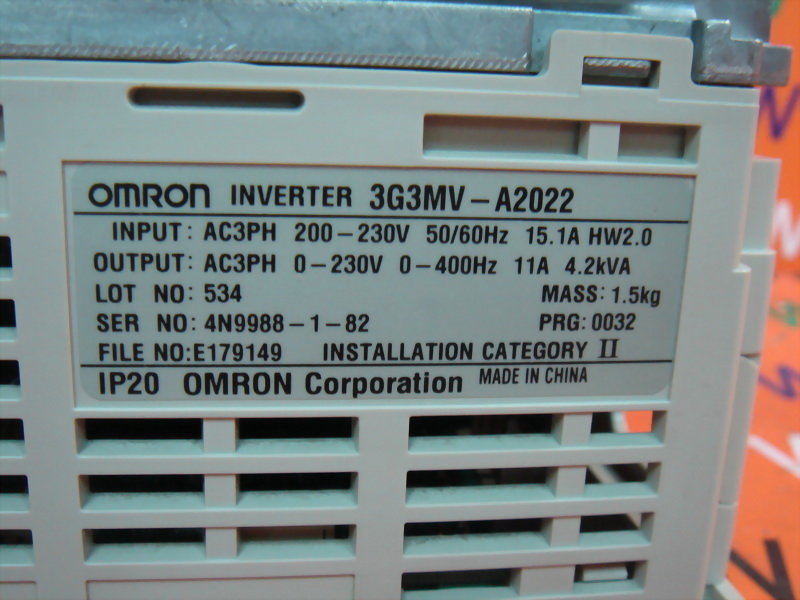 OMRON INVERTER 3G3MV-A2022
INPUT: AC3PH 200-230V 50/60Hz 15.1A HW2.0
OUTPUT: AC3PH 0-230V 0-400Hz 11A 4.2kVA
LOT NO: 534 MASS: 1.5kg
SER NO: 4N9988-1-82 PRG: 0032
FILE NO:E179149 INSTALLATION CATEGORY II
IP20 OMRON Corporation MADE IN CHINA